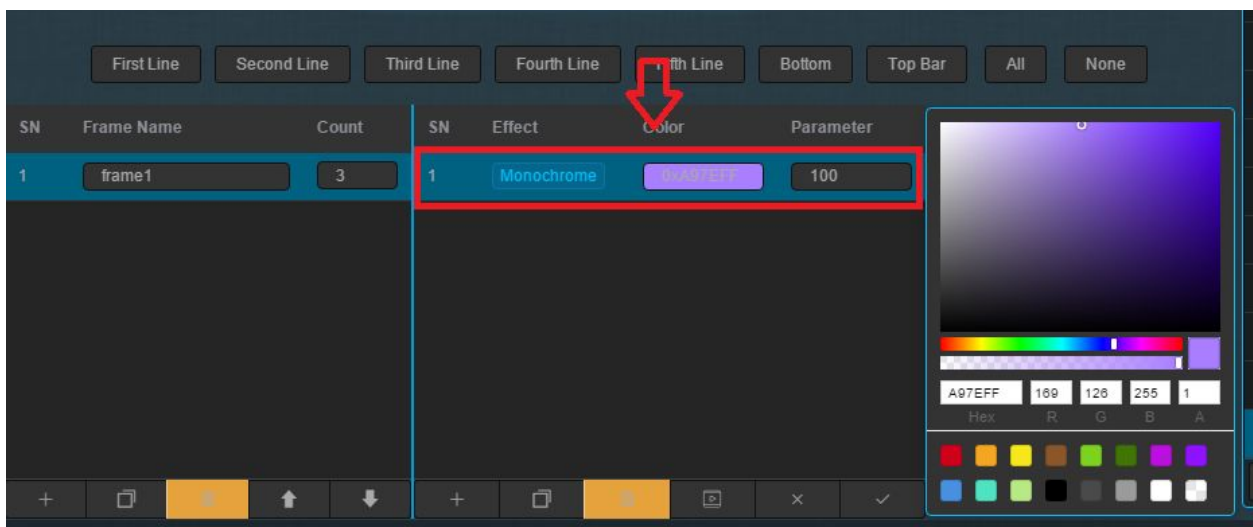 First Line Second Line Third Line Fourth Line Fifth Line Bottom Top Bar All None
SN Frame Name Count SN Effect Color Parameter
1 frame1 3 1 Monochrome 0xA97EFF 100
A97EFF 169 126 255 1
Hex R G B A